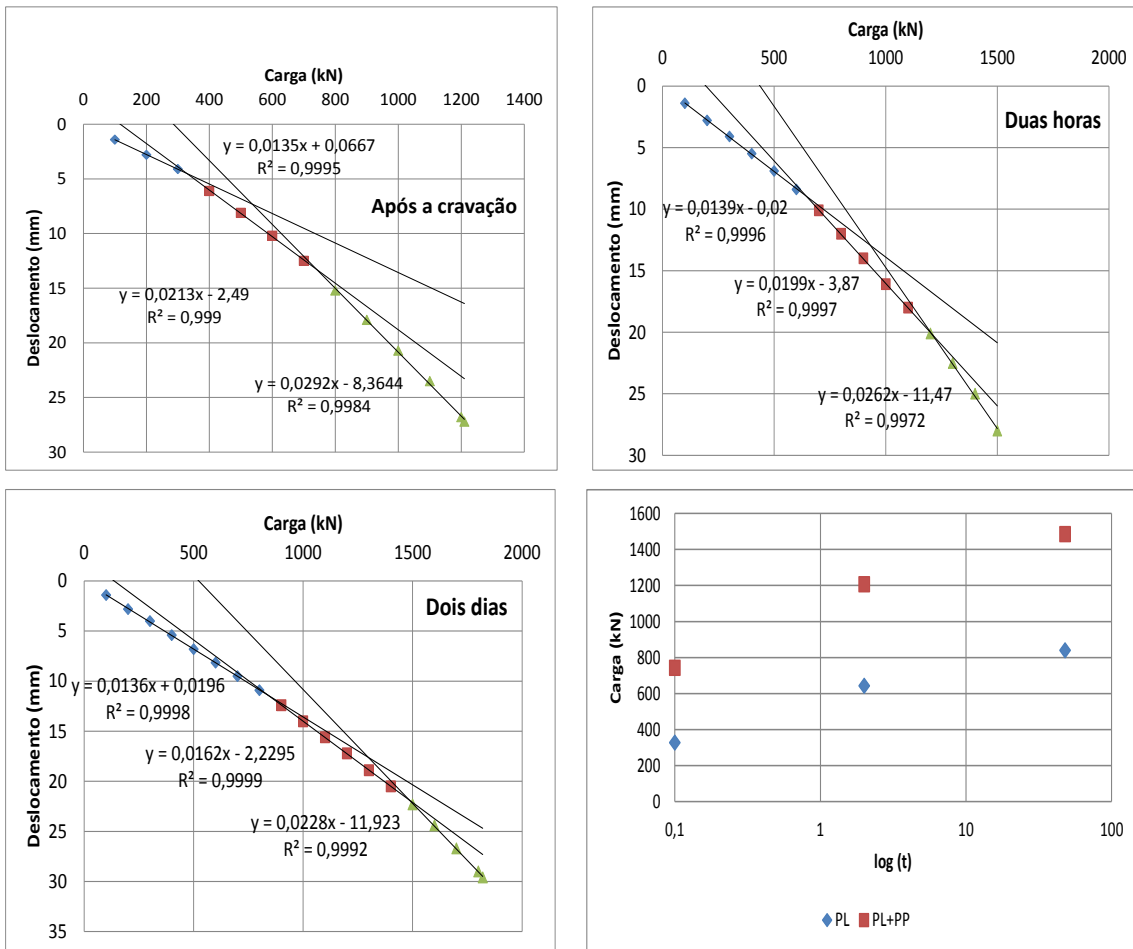 Carga (kN)
0 200 400 600 800 1000 1200 1400
0
5
10
15
20
25
30
Deslocamento (mm)
y = 0,0135x + 0,0667
R² = 0,9995
Após a cravação
y = 0,0213x - 2,49
R² = 0,999
y = 0,0292x - 8,3644
R² = 0,9984
Carga (kN)
0 500 1000 1500 2000
0
5
10
15
20
25
30
Deslocamento (mm)
Duas horas
y = 0,0139x - 0,02
R² = 0,9996
y = 0,0199x - 3,87
R² = 0,9997
y = 0,0262x - 11,47
R² = 0,9972
Carga (kN)
0 500 1000 1500 2000
0
5
10
15
20
25
30
35
Deslocamento (mm)
Dois dias
y = 0,0136x + 0,0196
R² = 0,9998
y = 0,0162x - 2,2295
R² = 0,9999
y = 0,0228x - 11,923
R² = 0,9992
1600
1400
1200
1000
800
600
400
200
0
Carga (kN)
0,1 1 10 100
log (t)
PL PL+PP